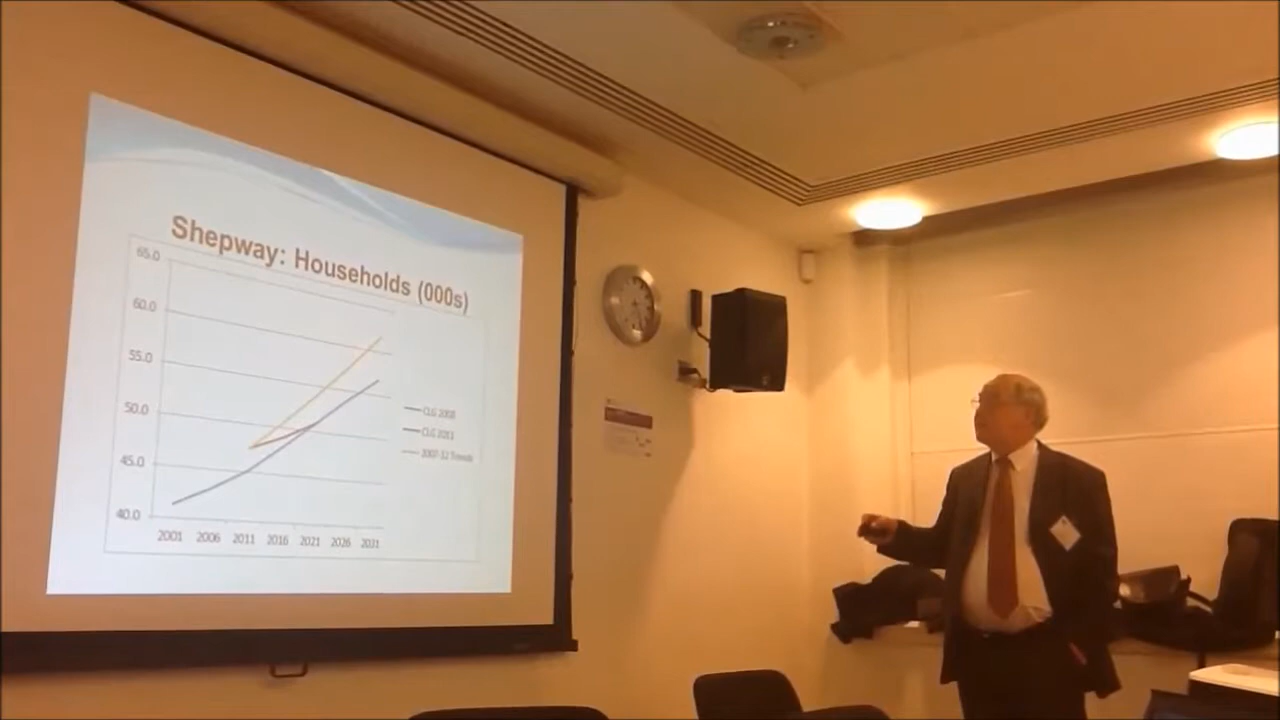 Shepway: Households (000s)
65.0
60.0
55.0
50.0
45.0
40.0
2001 2006 2011 2016 2021 2026 2031
CLG 2008
CLG 2011
2007-12 Trends